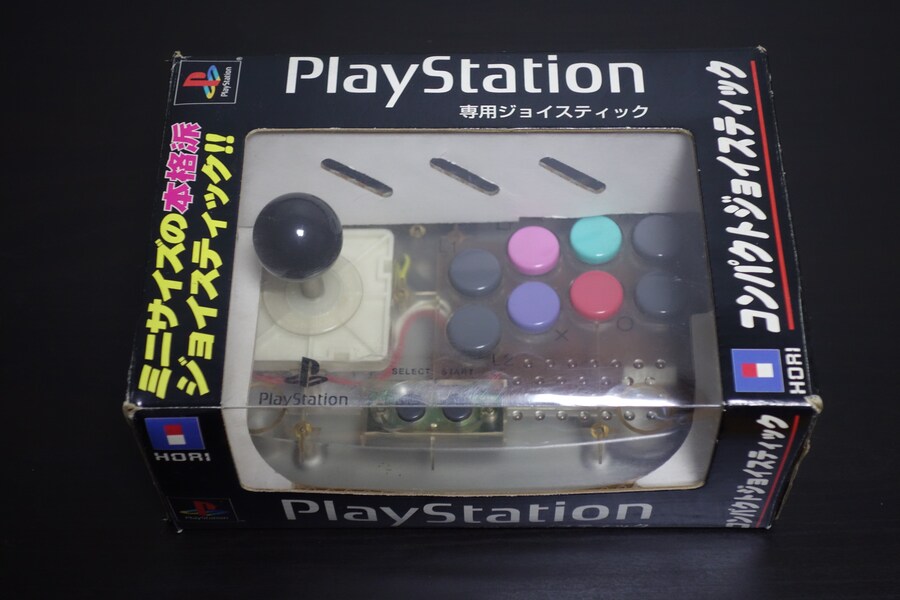 PlayStation
PlayStation
専用ジョイスティック
ミニサイズの本格派
ジョイスティック!!
コンパクトジョイスティック
HORI
SELECT START
PlayStation
HORI
PlayStation
PlayStation
コンパクトジョイスティック